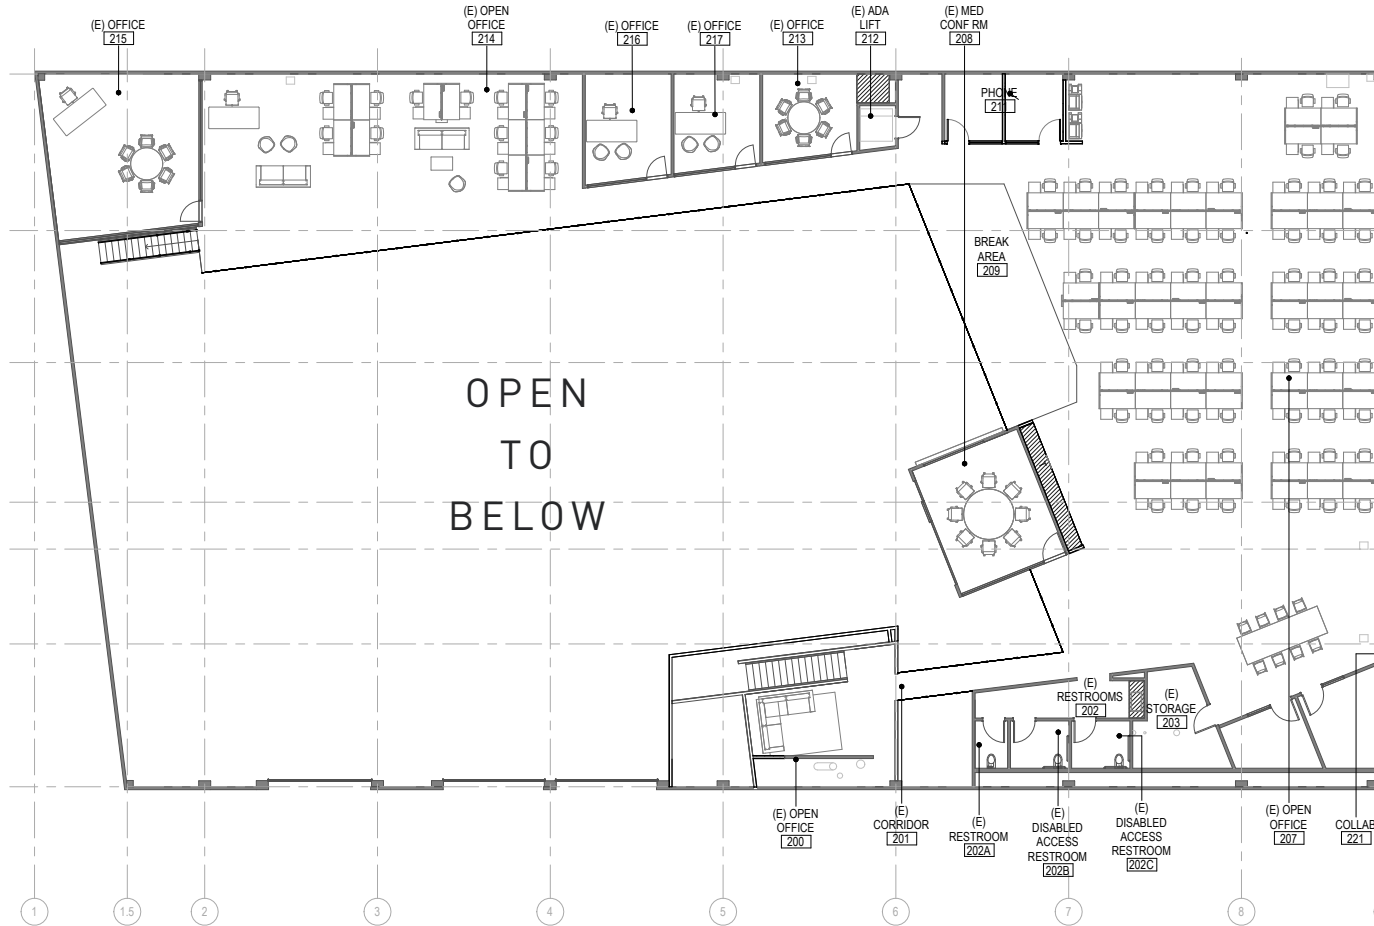 (E) OFFICE
215
(E) OPEN
OFFICE
214
(E) OFFICE
216
(E) OFFICE
217
(E) OFFICE
213
(E) ADA
LIFT
212
(E) MED
CONF RM
208
PHONE
211
BREAK
AREA
209
OPEN
TO
BELOW
(E)
RESTROOMS
202
(E)
STORAGE
203
(E) OPEN
OFFICE
200
(E)
CORRIDOR
201
(E)
RESTROOM
202A
(E)
DISABLED
ACCESS
RESTROOM
202B
(E)
DISABLED
ACCESS
RESTROOM
202C
(E) OPEN
OFFICE
207
COLLAB
221
1
1.5
2
3
4
5
6
7
8